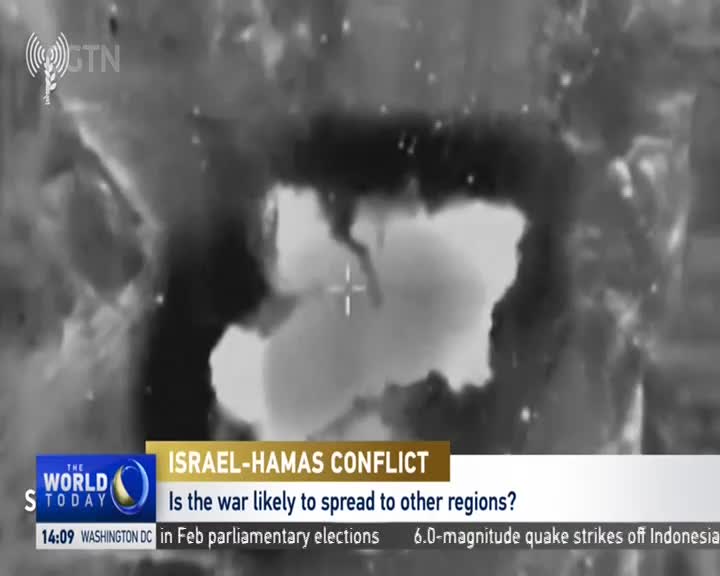 GTN
ISRAEL-HAMAS CONFLICT
THE
WORLD
TODAY
Is the war likely to spread to other regions?
S
14:09 WASHINGTON DC in Feb parliamentary elections 6.0-magnitude quake strikes off Indonesia